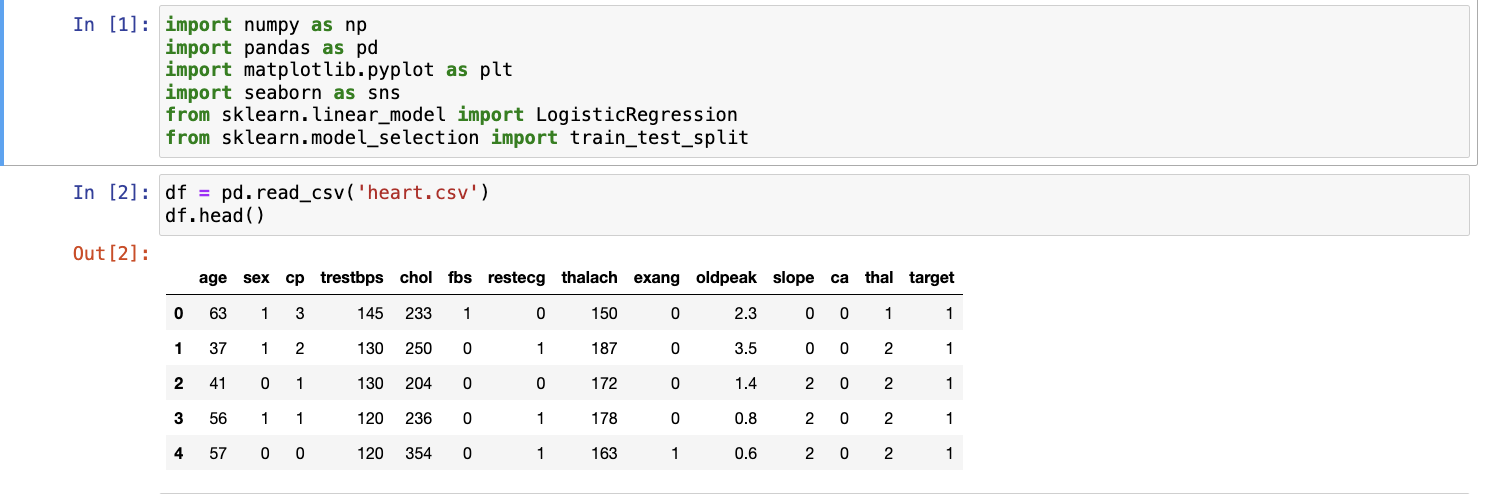 In [1]: import numpy as np
import pandas as pd
import matplotlib.pyplot as plt
import seaborn as sns
from sklearn.linear_model import LogisticRegression
from sklearn.model_selection import train_test_split
In [2]: df = pd.read_csv('heart.csv')
df.head()
Out[2]:
age sex cp trestbps chol fbs restecg thalach exang oldpeak slope ca thal target
0 63 1 3 145 233 1 0 150 0 2.3 0 0 1 1
1 37 1 2 130 250 0 1 187 0 3.5 0 0 2 1
2 41 0 1 130 204 0 0 172 0 1.4 2 0 2 1
3 56 1 1 120 236 0 1 178 0 0.8 2 0 2 1
4 57 0 0 120 354 0 1 163 1 0.6 2 0 2 1